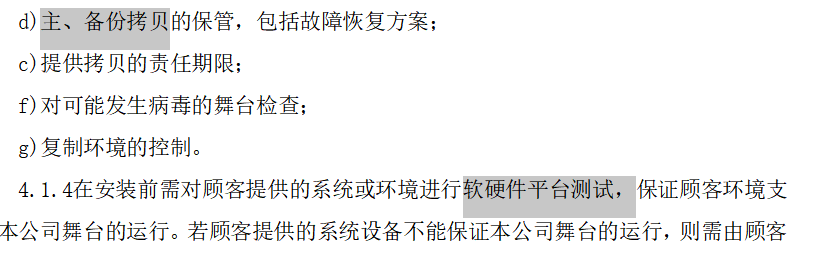 d)主、备份拷贝的保管，包括故障恢复方案；
c)提供拷贝的责任期限；
f)对可能发生病毒的舞台检查；
g)复制环境的控制。
4.1.4在安装前需对顾客提供的系统或环境进行软硬件平台测试，保证顾客环境支
本公司舞台的运行。若顾客提供的系统设备不能保证本公司舞台的运行，则需由顾客